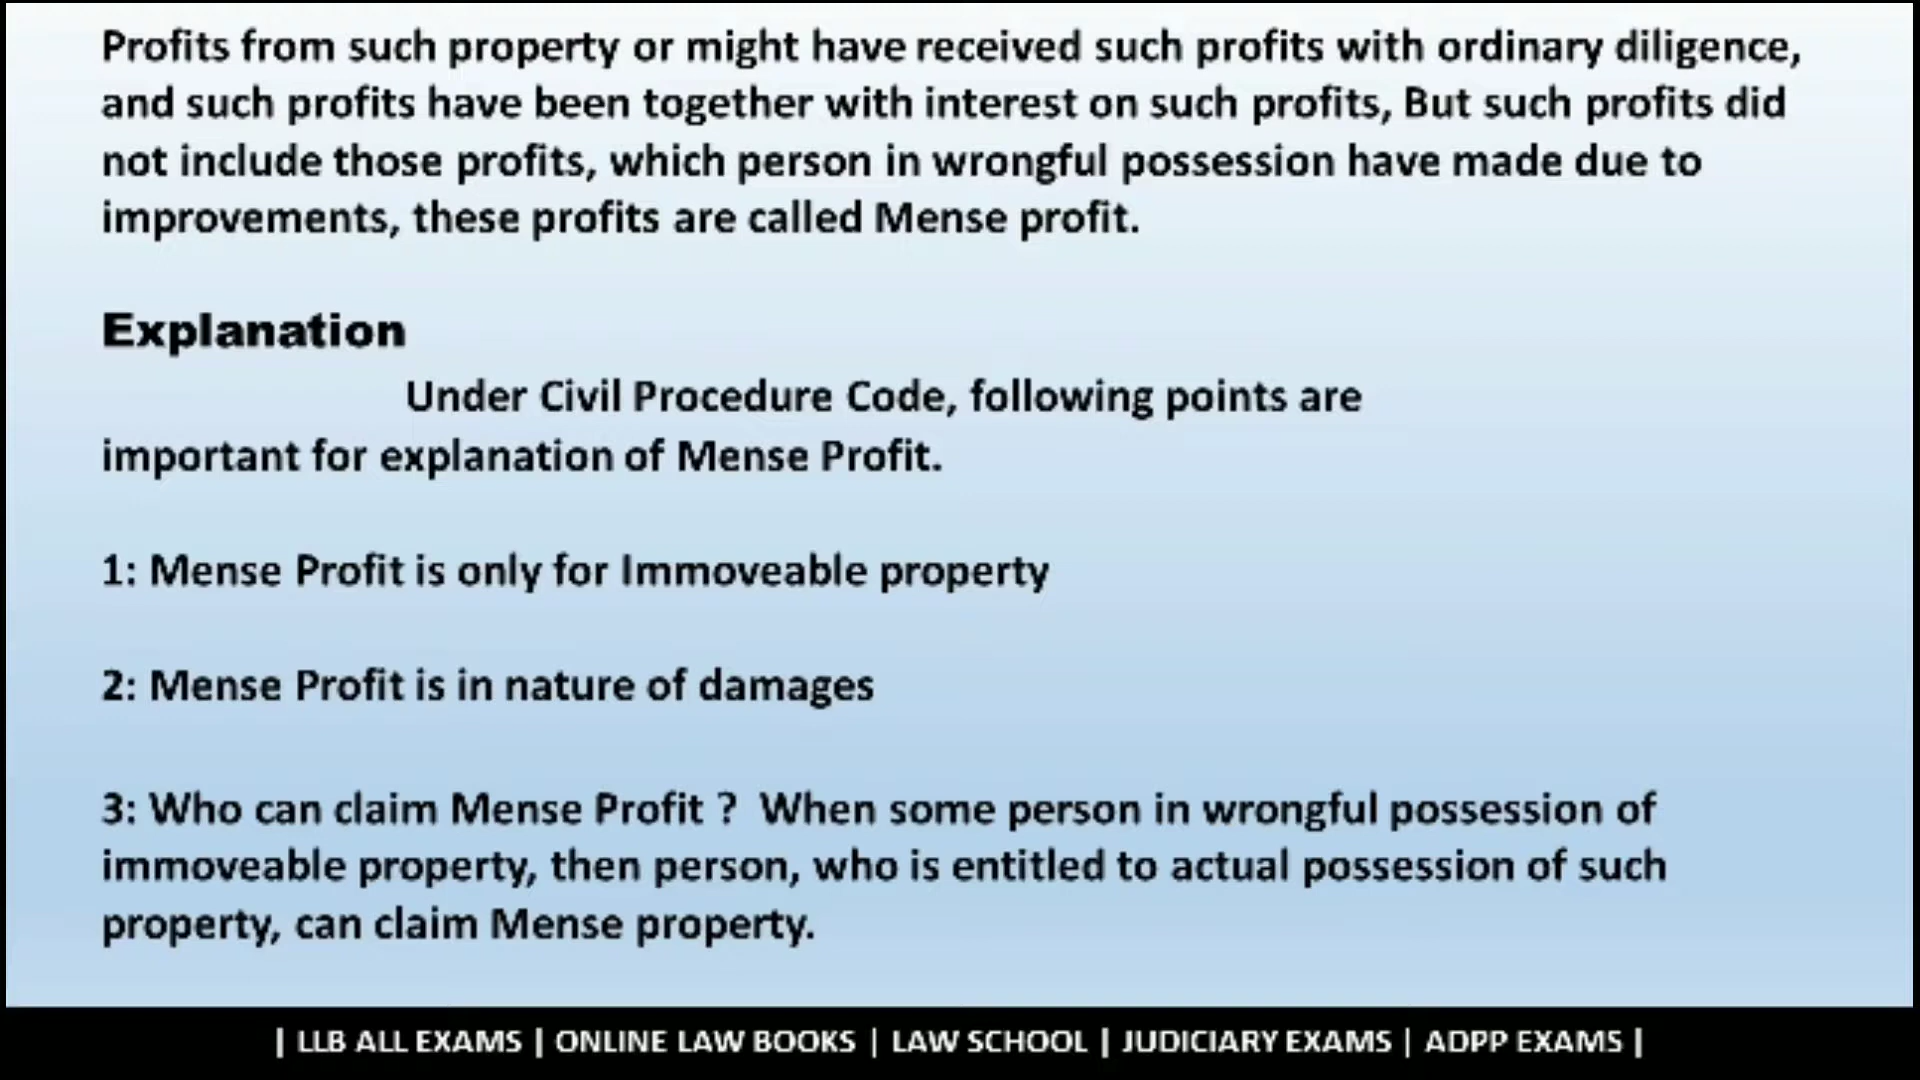 Profits from such property or might have received such profits with ordinary diligence,
and such profits have been together with interest on such profits, But such profits did
not include those profits, which person in wrongful possession have made due to
improvements, these profits are called Mense profit.
Explanation
Under Civil Procedure Code, following points are
important for explanation of Mense Profit.
1: Mense Profit is only for Immoveable property
2: Mense Profit is in nature of damages
3: Who can claim Mense Profit ? When some person in wrongful possession of
immoveable property, then person, who is entitled to actual possession of such
property, can claim Mense property.
| LLB ALL EXAMS | ONLINE LAW BOOKS | LAW SCHOOL | JUDICIARY EXAMS | ADPP EXAMS |